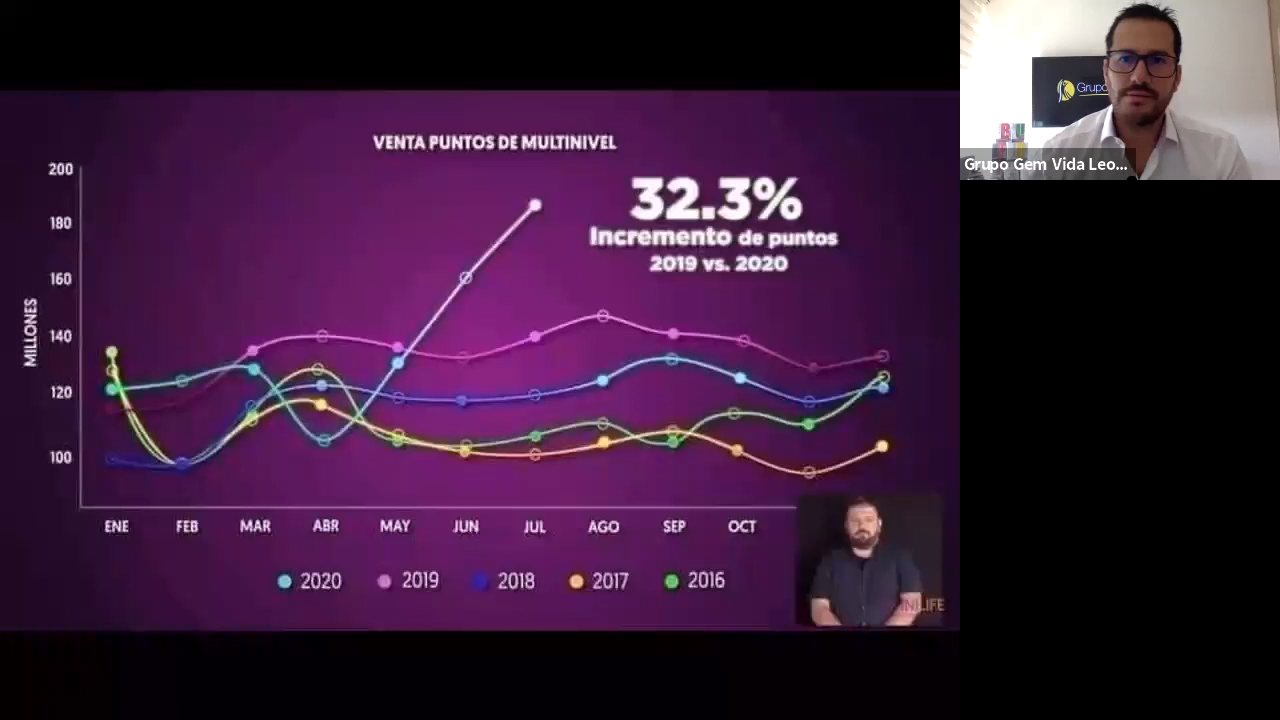 VENTA PUNTOS DE MULTINIVEL
200
180
160
140
120
100
MILLONES
32.3%
Incremento de puntos
2019 vs. 2020
ENE FEB MAR ABR MAY JUN JUL AGO SEP OCT
2020 2019 2018 2017 2016
Grupo
Grupo Gem Vida Leo...